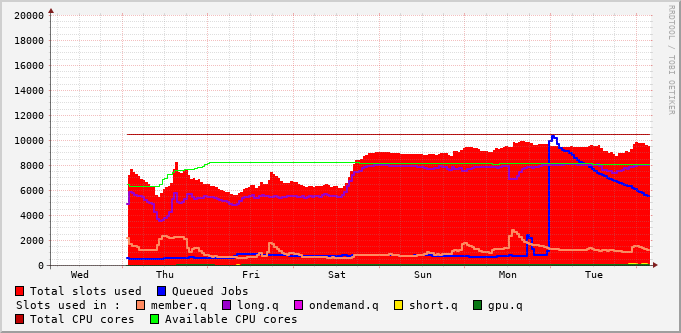 RRDTOOL / TOBI OETIKER
20000
18000
16000
14000
12000
10000
8000
6000
4000
2000
0
Wed Thu Fri Sat Sun Mon Tue
Total slots used Queued Jobs
Slots used in : member.q long.q ondemand.q short.q gpu.q
Total CPU cores Available CPU cores